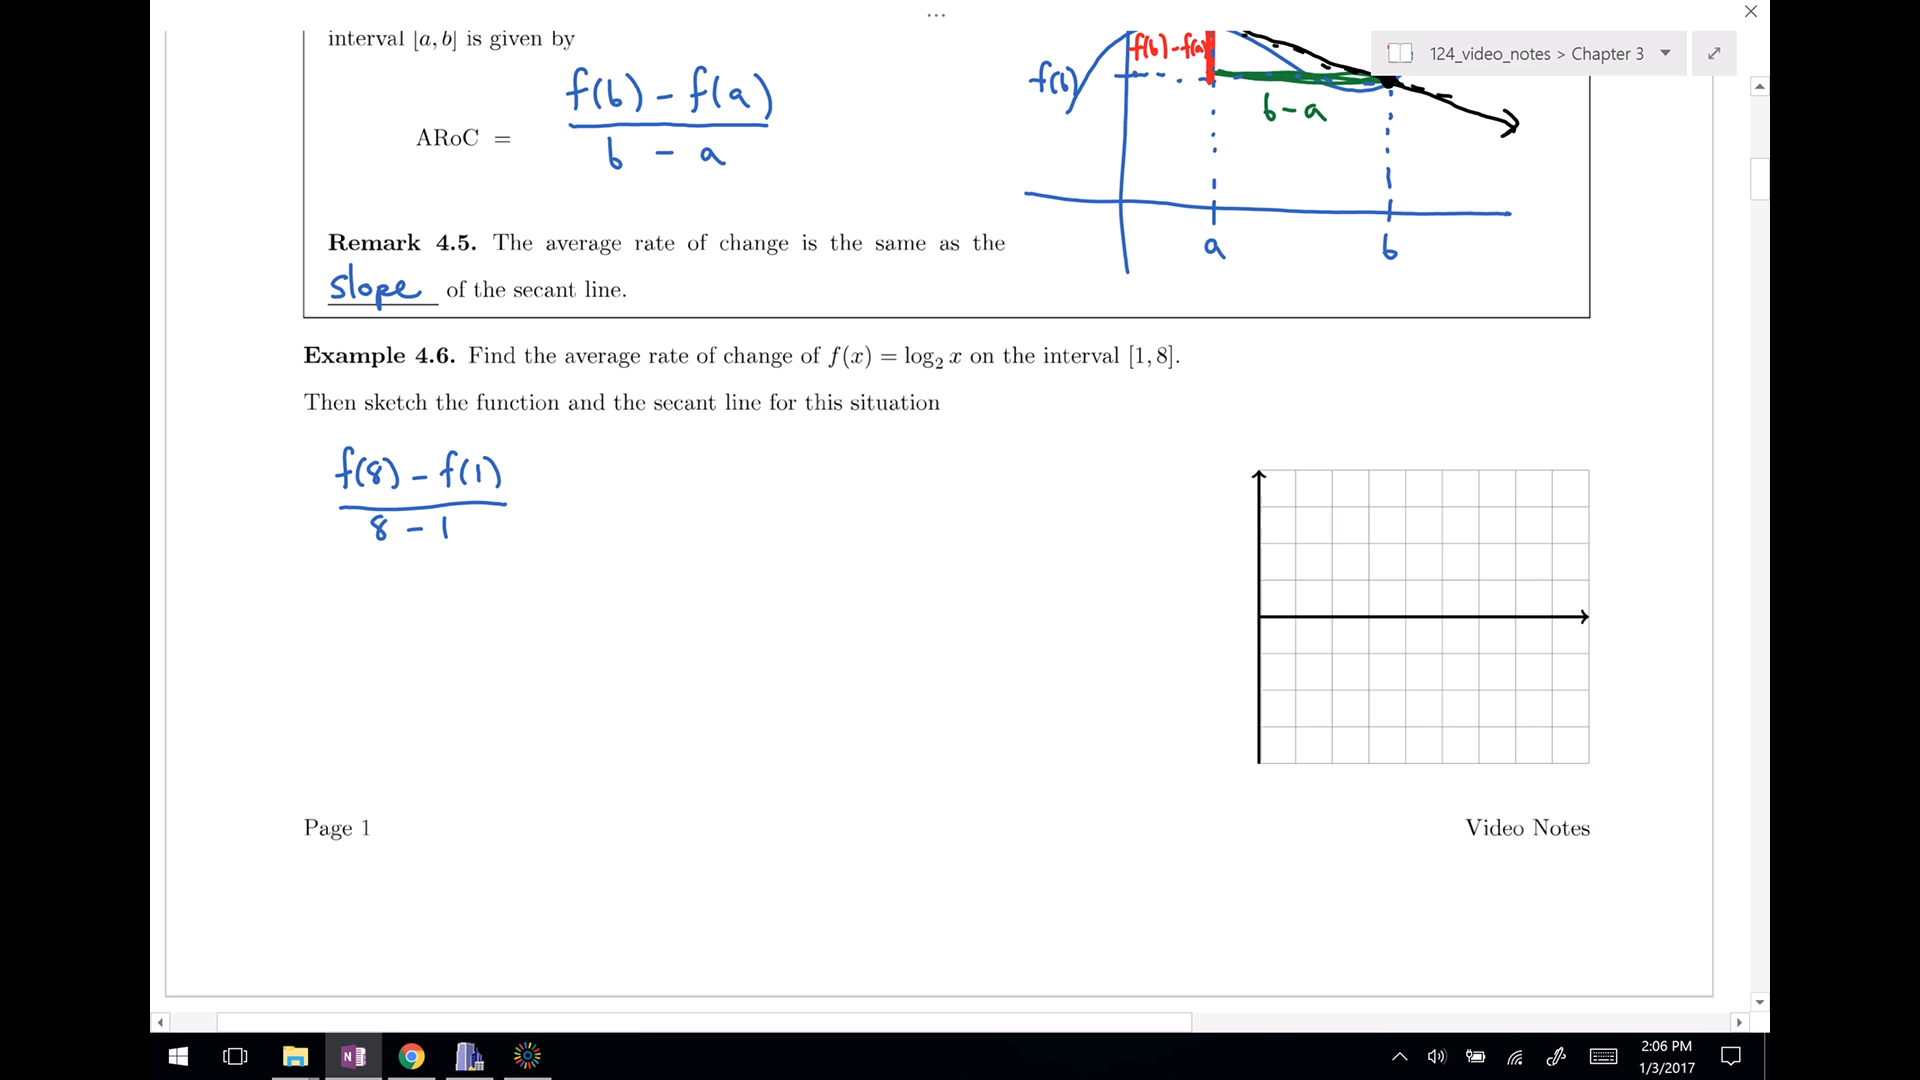 ...
interval [a, b] is given by
f(b) - f(a)
124_video_notes > Chapter 3
f(b)
f(b) - f(a)
b - a
ARoC =
b - a
Remark 4.5. The average rate of change is the same as the
a
b
slope of the secant line.
Example 4.6. Find the average rate of change of f(x) = log₂ x on the interval [1, 8].
Then sketch the function and the secant line for this situation
f(8) - f(1)
8 - 1
Page 1
Video Notes
2:06 PM
1/3/2017